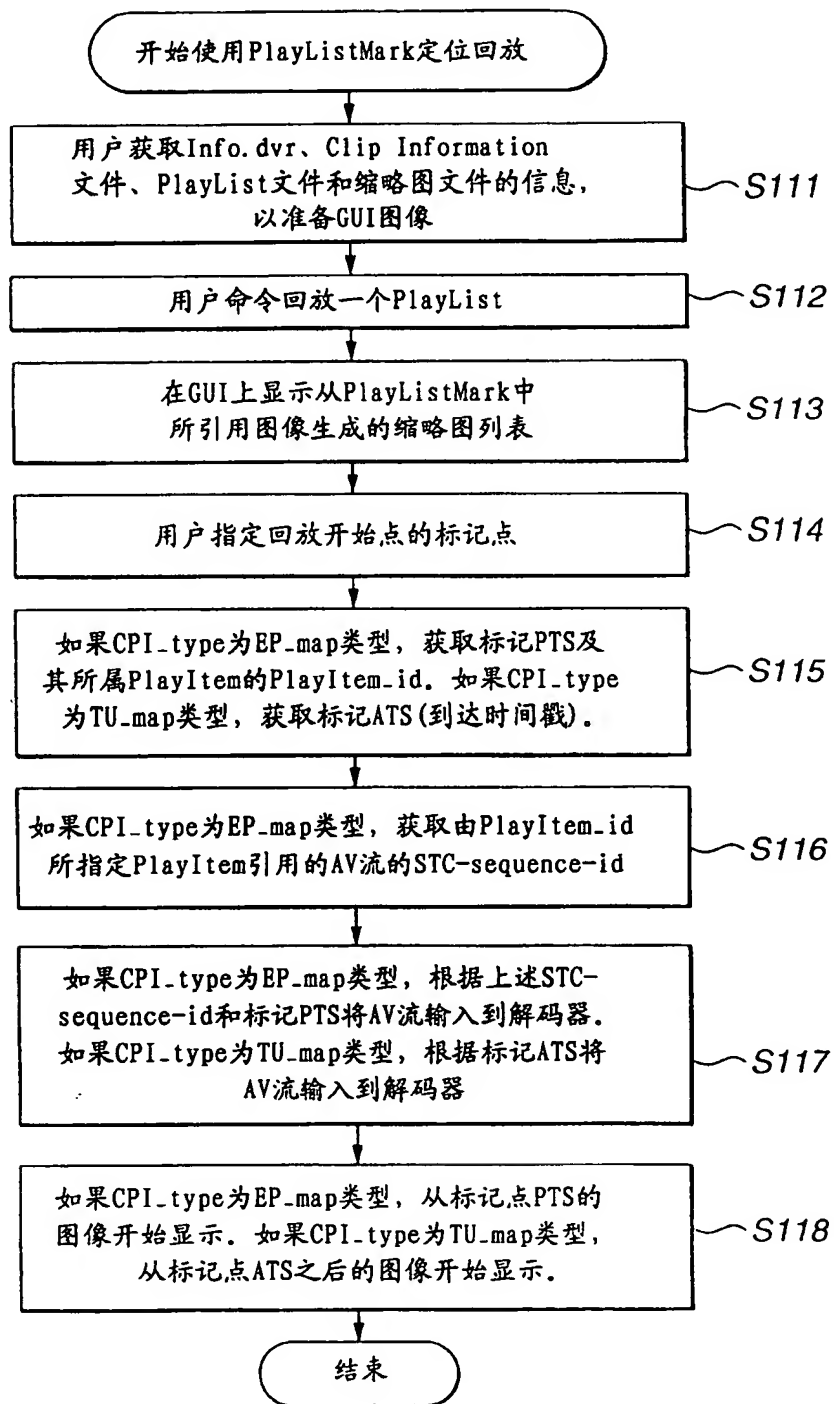 开始使用PlayListMark定位回放
用户获取Info.dvr、Clip Information
文件、PlayList文件和缩略图文件的信息,
以准备GUI图像
S111
用户命令回放一个PlayList
S112
在GUI上显示从PlayListMark中
所引用图像生成的缩略图列表
S113
用户指定回放开始点的标记点
S114
如果CPI_type为EP_map类型，获取标记PTS及
其所属PlayItem的PlayItem_id. 如果CPI_type
为TU_map类型，获取标记ATS(到达时间戳)。
S115
如果CPI_type为EP_map类型，获取由PlayItem_id
所指定PlayItem引用的AV流的STC-sequence-id
S116
如果CPI_type为EP_map类型，根据上述STC-
sequence-id和标记PTS将AV流输入到解码器。
如果CPI_type为TU_map类型，根据标记ATS将
AV流输入到解码器
S117
如果CPI_type为EP_map类型，从标记点PTS的
图像开始显示。如果CPI_type为TU_map类型，
从标记点ATS之后的图像开始显示。
S118
结束